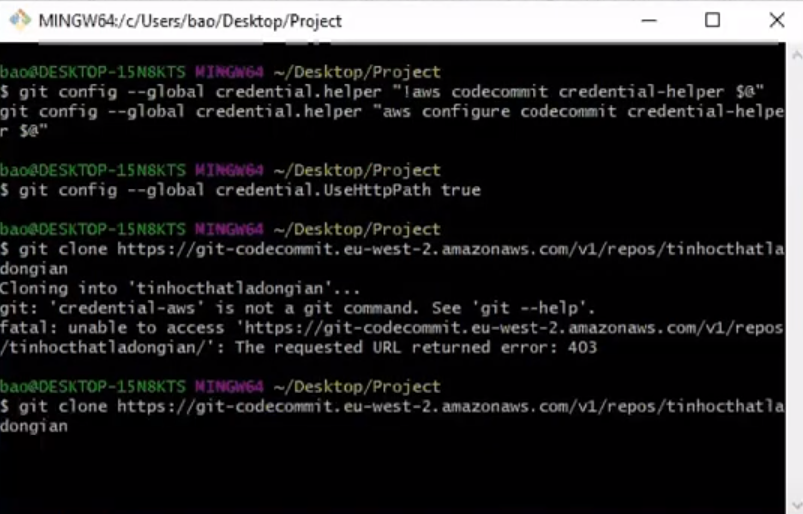 MINGW64:/c/Users/bao/Desktop/Project
bao@DESKTOP-15N8KTS MINGW64 ~/Desktop/Project
$ git config --global credential.helper "!aws codecommit credential-helper $@"
git config --global credential.helper "aws configure codecommit credential-helpe
r $@"
bao@DESKTOP-15N8KTS MINGW64 ~/Desktop/Project
$ git config --global credential.UseHttpPath true
bao@DESKTOP-15N8KTS MINGW64 ~/Desktop/Project
$ git clone https://git-codecommit.eu-west-2.amazonaws.com/v1/repos/tinhocthatla
dongian
Cloning into 'tinhocthatladongian'...
git: 'credential-aws' is not a git command. See 'git --help'.
fatal: unable to access 'https://git-codecommit.eu-west-2.amazonaws.com/v1/repos
/tinhocthatladongian/': The requested URL returned error: 403
bao@DESKTOP-15N8KTS MINGW64 ~/Desktop/Project
$ git clone https://git-codecommit.eu-west-2.amazonaws.com/v1/repos/tinhocthatla
dongian